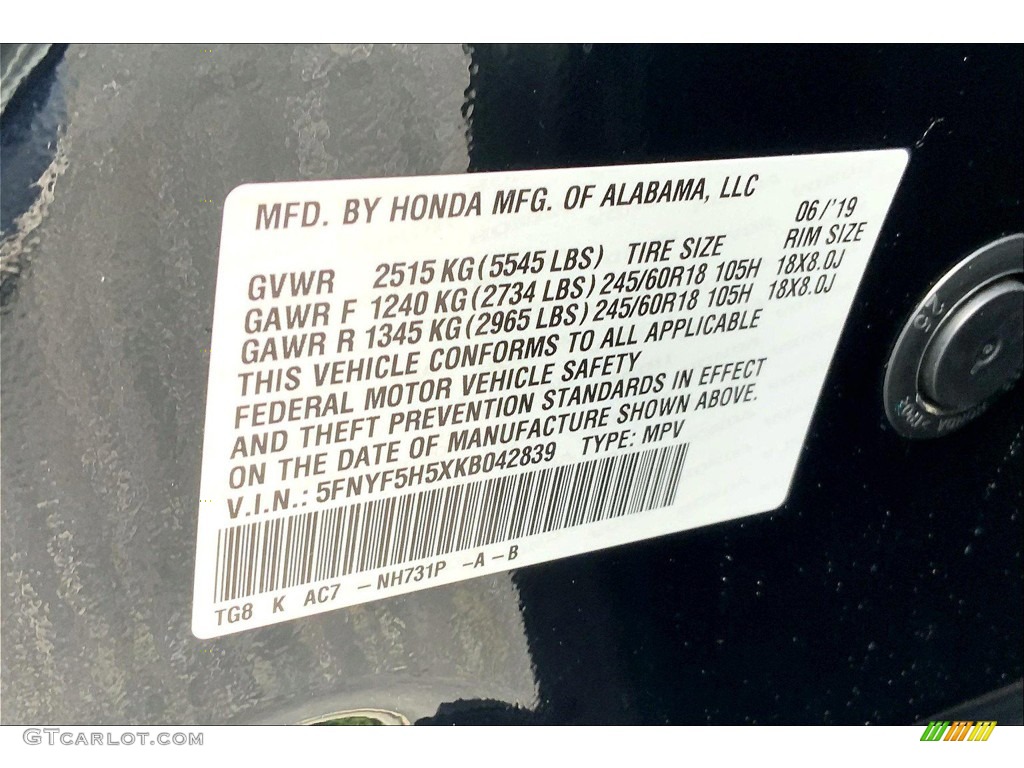 MFD. BY HONDA MFG. OF ALABAMA, LLC
06/'19
GVWR 2515 KG (5545 LBS) TIRE SIZE RIM SIZE
GAWR F 1240 KG (2734 LBS) 245/60R18 105H 18X8.0J
GAWR R 1345 KG (2965 LBS) 245/60R18 105H 18X8.0J
THIS VEHICLE CONFORMS TO ALL APPLICABLE
FEDERAL MOTOR VEHICLE SAFETY
AND THEFT PREVENTION STANDARDS IN EFFECT
ON THE DATE OF MANUFACTURE SHOWN ABOVE.
V.I.N.: 5FNYF5H5XKB042839 TYPE: MPV
TG8 K AC7 -NH731P -A-B
25
GTCARLOT.COM